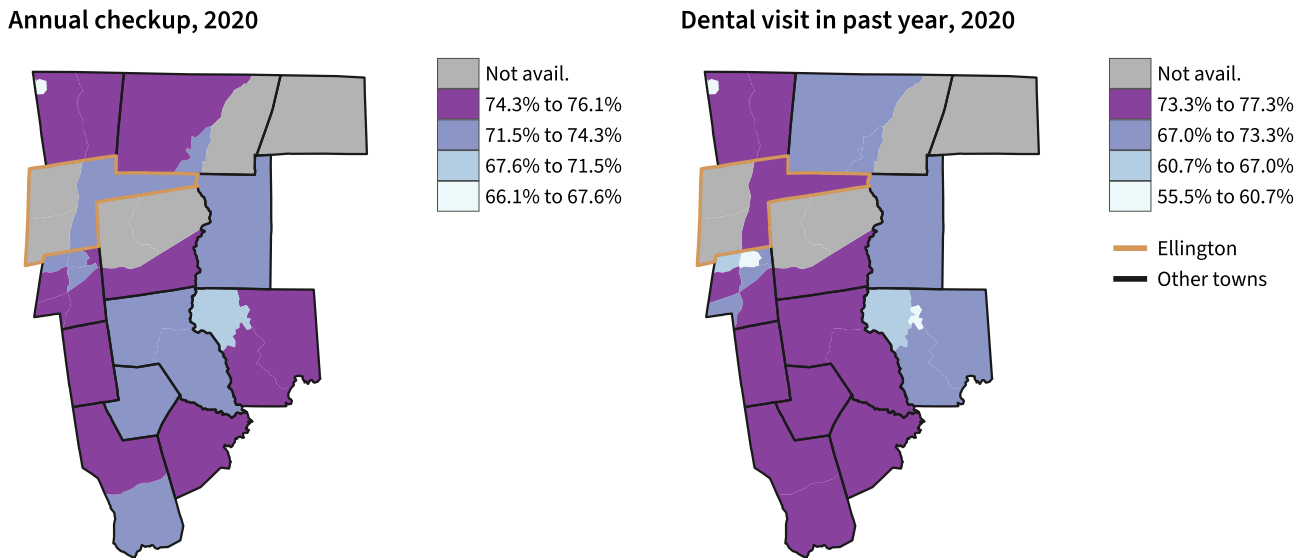 Annual checkup, 2020
Not avail.
74.3% to 76.1%
71.5% to 74.3%
67.6% to 71.5%
66.1% to 67.6%
Dental visit in past year, 2020
Not avail.
73.3% to 77.3%
67.0% to 73.3%
60.7% to 67.0%
55.5% to 60.7%
Ellington
Other towns